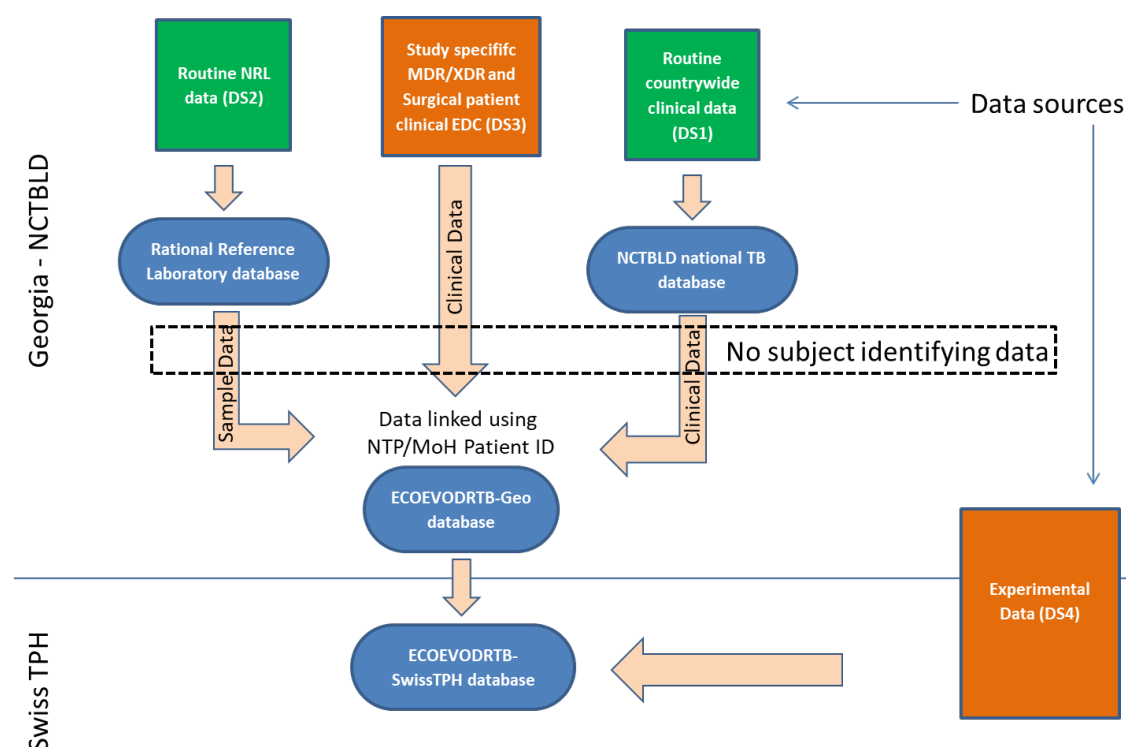 Routine NRL
data (DS2)
Study specififc
MDR/XDR and
Surgical patient
clinical EDC (DS3)
Routine
countrywide
clinical data
(DS1)
Data sources
Georgia - NCTBLD
Rational Reference
Laboratory database
Clinical Data
NCTBLD national TB
database
No subject identifying data
Sample Data
Clinical Data
Data linked using
NTP/MoH Patient ID
ECOEVODRTB-Geo
database
Experimental
Data (DS4)
Swiss TPH
ECOEVODRTB-
SwissTPH database